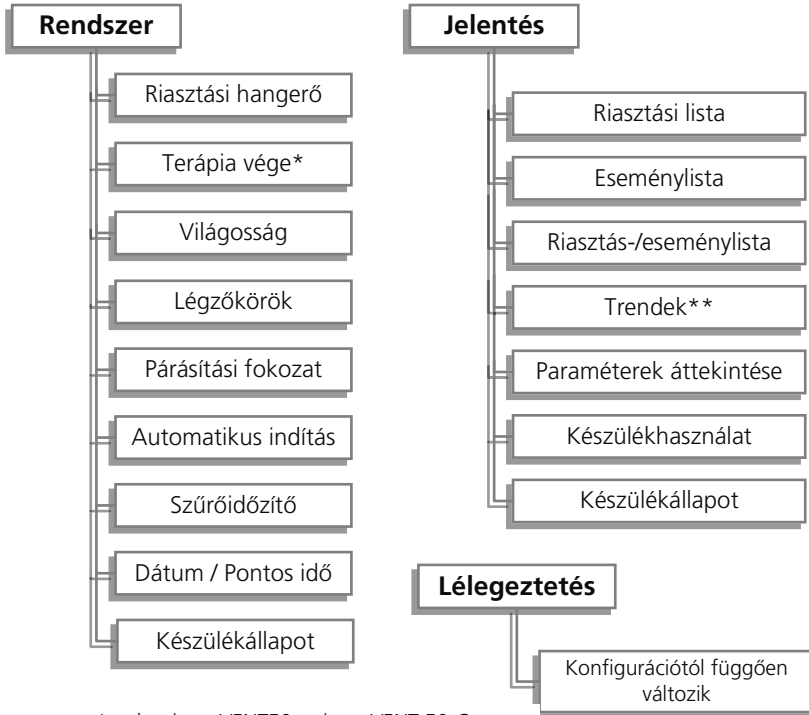 Rendszer
Riasztási hangerő
Terápia vége*
Világosság
Légzőkörök
Párásítási fokozat
Automatikus indítás
Szűrőidőzítő
Dátum / Pontos idő
Készülékállapot
Jelentés
Riasztási lista
Eseménylista
Riasztás-/eseménylista
Trendek**
Paraméterek áttekintése
Készülékhasználat
Készülékállapot
Lélegeztetés
Konfigurációtól függően
változik